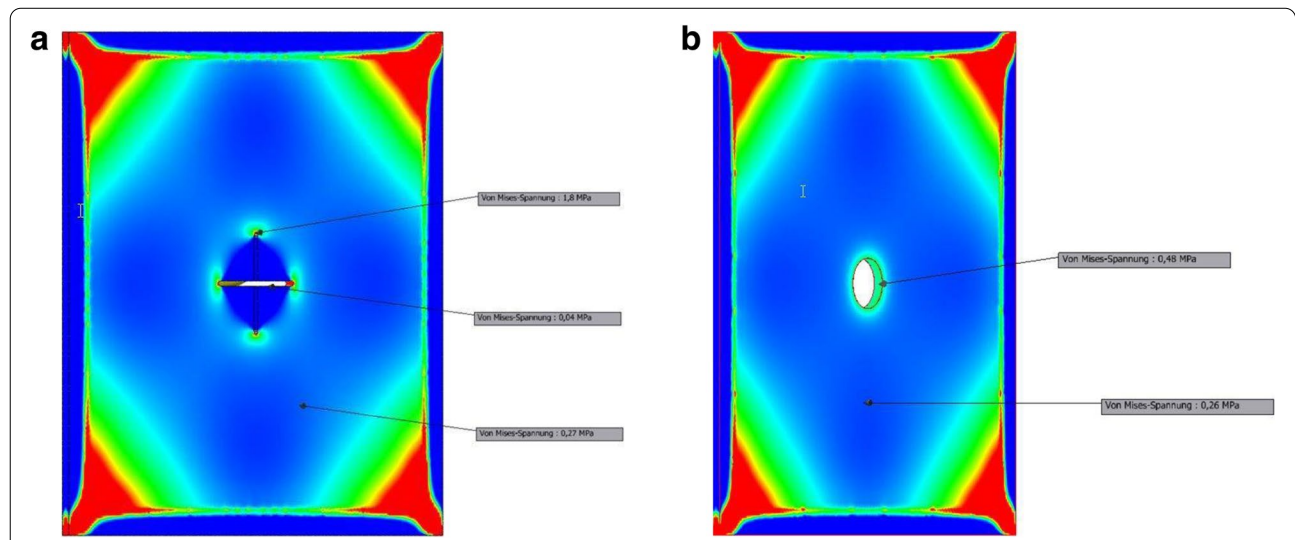 a
Von Mises-Spannung : 1,8 MPa
Von Mises-Spannung : 0,04 MPa
Von Mises-Spannung : 0,27 MPa
b
Von Mises-Spannung : 0,48 MPa
Von Mises-Spannung : 0,26 MPa